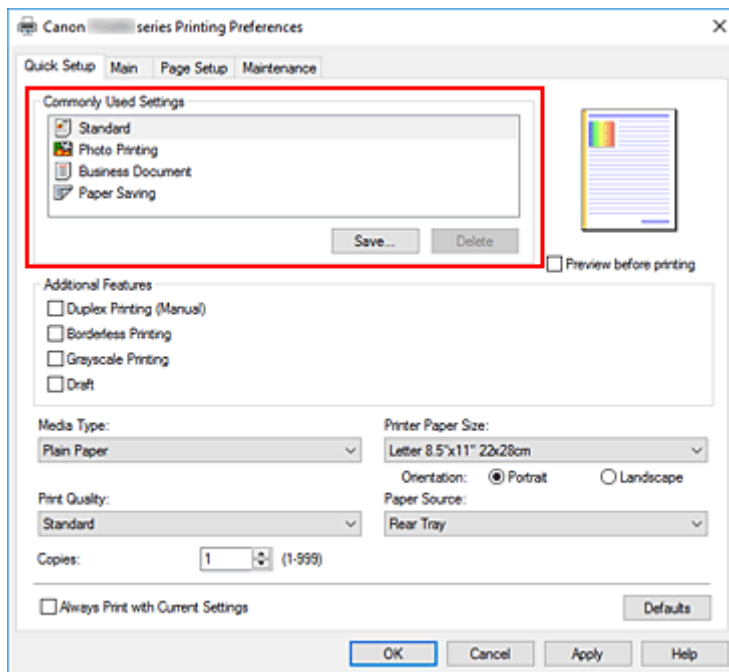 Canon series Printing Preferences
Quick Setup Main Page Setup Maintenance
Commonly Used Settings
Standard
Photo Printing
Business Document
Paper Saving
Save... Delete
Preview before printing
Additional Features
Duplex Printing (Manual)
Borderless Printing
Grayscale Printing
Draft
Media Type: Printer Paper Size:
Plain Paper Letter 8.5"x11" 22x28cm
Orientation: Portrait Landscape
Print Quality: Paper Source:
Standard Rear Tray
Copies: 1 (1-999)
Always Print with Current Settings Defaults
OK Cancel Apply Help